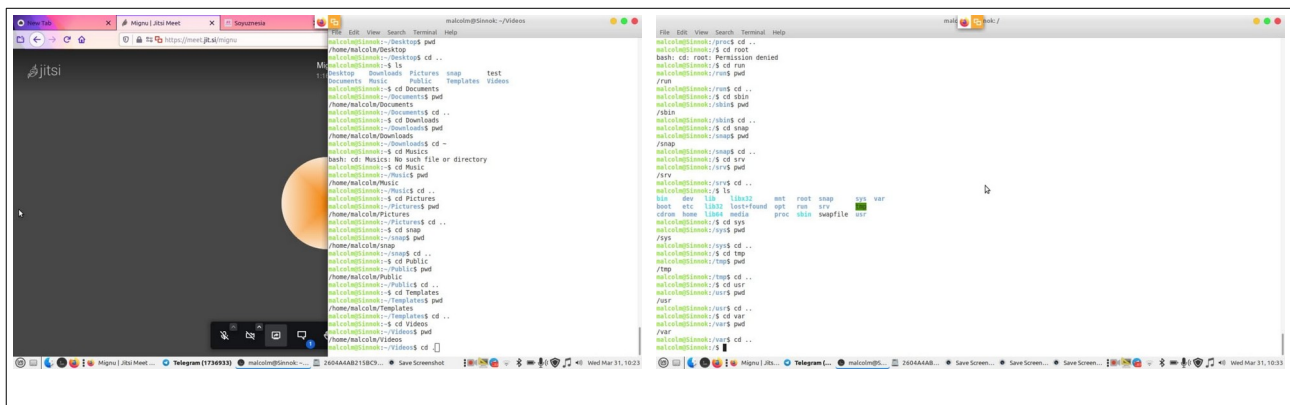 New Tab
Mignu | Jitsi Meet
Soyuzmesia
malcolm@Sinnok: ~/Videos
https://meet.jit.si/mignu
jitsi
File Edit View Search Terminal Help
malcolm@Sinnok:~/Desktop$ pwd
/home/malcolm/Desktop
malcolm@Sinnok:~/Desktop$ cd ..
malcolm@Sinnok:~$ ls
Desktop Downloads Pictures snap test
Documents Music Public Templates Videos
malcolm@Sinnok:~$ cd Documents
malcolm@Sinnok:~/Documents$ pwd
/home/malcolm/Documents
malcolm@Sinnok:~/Documents$ cd ..
malcolm@Sinnok:~$ cd Downloads
malcolm@Sinnok:~/Downloads$ pwd
/home/malcolm/Downloads
malcolm@Sinnok:~/Downloads$ cd ~
malcolm@Sinnok:~$ cd Musics
bash: cd: Musics: No such file or directory
malcolm@Sinnok:~$ cd Music
malcolm@Sinnok:~/Music$ pwd
/home/malcolm/Music
malcolm@Sinnok:~/Music$ cd ..
malcolm@Sinnok:~$ cd Pictures
malcolm@Sinnok:~/Pictures$ pwd
/home/malcolm/Pictures
malcolm@Sinnok:~/Pictures$ cd ..
malcolm@Sinnok:~$ cd snap
malcolm@Sinnok:~/snap$ pwd
/home/malcolm/snap
malcolm@Sinnok:~/snap$ cd ..
malcolm@Sinnok:~$ cd Public
malcolm@Sinnok:~/Public$ pwd
/home/malcolm/Public
malcolm@Sinnok:~/Public$ cd ..
malcolm@Sinnok:~$ cd Templates
malcolm@Sinnok:~/Templates$ pwd
/home/malcolm/Templates
malcolm@Sinnok:~/Templates$ cd ..
malcolm@Sinnok:~$ cd Videos
malcolm@Sinnok:~/Videos$ pwd
/home/malcolm/Videos
malcolm@Sinnok:~/Videos$ cd .
Mignu | Jitsi Meet ... Telegram (1736933) malcolm@Sinnok: ~... 2604A4AB215BC9... Save Screenshot Wed Mar 31, 10:23
File Edit View Search Terminal Help
malcolm@Sinnok:/proc$ cd ..
malcolm@Sinnok:/$ cd root
bash: cd: root: Permission denied
malcolm@Sinnok:/$ cd run
malcolm@Sinnok:/run$ pwd
/run
malcolm@Sinnok:/run$ cd ..
malcolm@Sinnok:/$ cd sbin
malcolm@Sinnok:/sbin$ pwd
/sbin
malcolm@Sinnok:/sbin$ cd ..
malcolm@Sinnok:/$ cd snap
malcolm@Sinnok:/snap$ pwd
/snap
malcolm@Sinnok:/snap$ cd ..
malcolm@Sinnok:/$ cd srv
malcolm@Sinnok:/srv$ pwd
/srv
malcolm@Sinnok:/srv$ cd ..
malcolm@Sinnok:/$ ls
bin dev lib libx32 mnt root snap sys var
boot etc lib32 lost+found opt run srv tmp
cdrom home lib64 media proc sbin swapfile usr
malcolm@Sinnok:/$ cd sys
malcolm@Sinnok:/sys$ pwd
/sys
malcolm@Sinnok:/sys$ cd ..
malcolm@Sinnok:/$ cd tmp
malcolm@Sinnok:/tmp$ pwd
/tmp
malcolm@Sinnok:/tmp$ cd ..
malcolm@Sinnok:/$ cd usr
malcolm@Sinnok:/usr$ pwd
/usr
malcolm@Sinnok:/usr$ cd ..
malcolm@Sinnok:/$ cd var
malcolm@Sinnok:/var$ pwd
/var
malcolm@Sinnok:/var$ cd ..
malcolm@Sinnok:/$
Mignu | Jits... Telegram (... malcolm@S... 2604A4AB... Save Screen... Save Screen... Save Screen... Wed Mar 31, 10:33